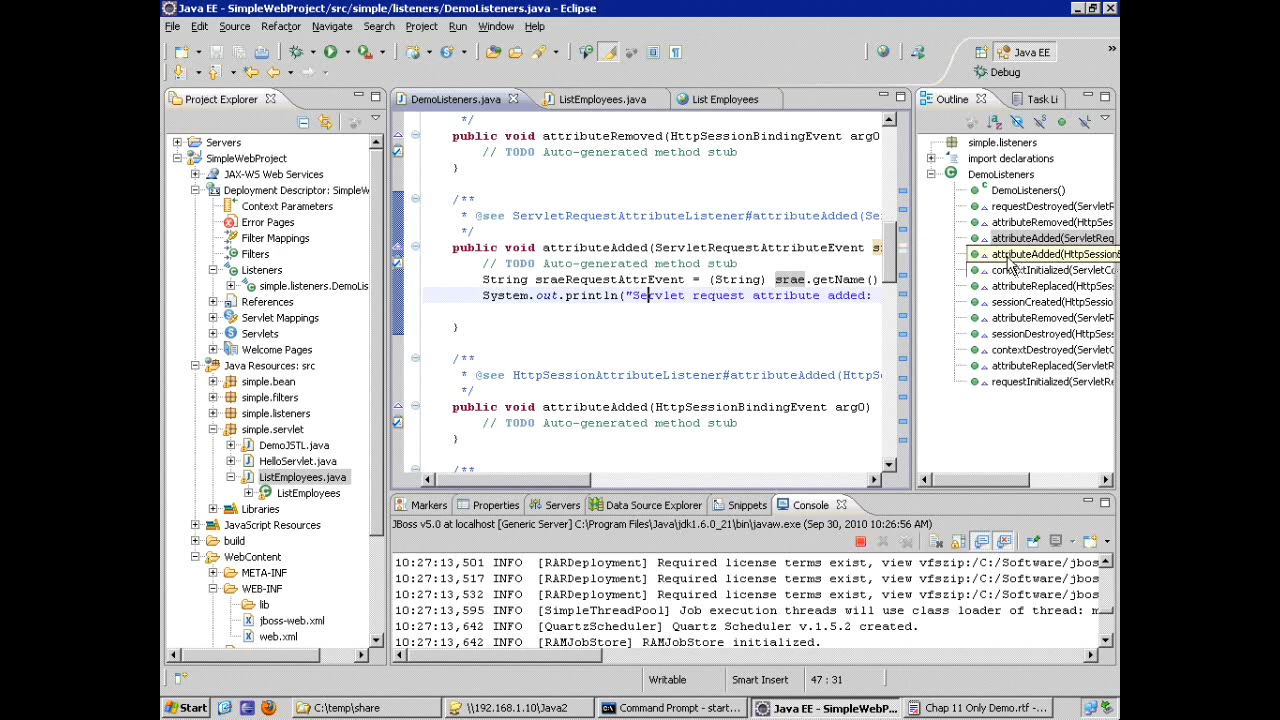 Java EE - SimpleWebProject/src/simple/listeners/DemoListeners.java - Eclipse
File Edit Source Refactor Navigate Search Project Run Window Help
Java EE
Debug
Project Explorer
Servers
SimpleWebProject
JAX-WS Web Services
Deployment Descriptor: SimpleW
Context Parameters
Error Pages
Filter Mappings
Filters
Listeners
simple.listeners.DemoLis
References
Servlet Mappings
Servlets
Welcome Pages
Java Resources: src
simple.bean
simple.filters
simple.listeners
simple.servlet
DemoJSTL.java
HelloServlet.java
ListEmployees.java
ListEmployees
Libraries
JavaScript Resources
build
WebContent
META-INF
WEB-INF
lib
jboss-web.xml
web.xml
DemoListeners.java ListEmployees.java List Employees
*/
public void attributeRemoved(HttpSessionBindingEvent arg0
// TODO Auto-generated method stub
}
/**
* @see ServletRequestAttributeListener#attributeAdded(Se
*/
public void attributeAdded(ServletRequestAttributeEvent s
// TODO Auto-generated method stub
String sraeRequestAttrEvent = (String) srae.getName()
System.out.println("Servlet request attribute added:
}
/**
* @see HttpSessionAttributeListener#attributeAdded(HttpS
*/
public void attributeAdded(HttpSessionBindingEvent arg0)
// TODO Auto-generated method stub
}
/**
Outline Task Li
simple.listeners
import declarations
DemoListeners
DemoListeners()
requestDestroyed(ServletR
attributeRemoved(HttpSes
attributeAdded(ServletReq
attributeAdded(HttpSession
contextInitialized(ServletCo
attributeReplaced(HttpSes
sessionCreated(HttpSessio
attributeRemoved(ServletR
sessionDestroyed(HttpSes
contextDestroyed(ServletC
attributeReplaced(ServletR
requestInitialized(ServletRe
Markers Properties Servers Data Source Explorer Snippets Console
JBoss v5.0 at localhost [Generic Server] C:\Program Files\Java\jdk1.6.0_21\bin\javaw.exe (Sep 30, 2010 10:26:56 AM)
10:27:13,501 INFO [RARDeployment] Required license terms exist, view vfszip:/C:/Software/jbos
10:27:13,517 INFO [RARDeployment] Required license terms exist, view vfszip:/C:/Software/jbos
10:27:13,532 INFO [RARDeployment] Required license terms exist, view vfszip:/C:/Software/jbos
10:27:13,595 INFO [SimpleThreadPool] Job execution threads will use class loader of thread: m
10:27:13,642 INFO [QuartzScheduler] Quartz Scheduler v.1.5.2 created.
10:27:13,642 INFO [RAMJobStore] RAMJobStore initialized.
Writable Smart Insert 47 : 31
Start C:\temp\share \\192.168.1.10\Java2 Command Prompt - start... Java EE - SimpleWebP... Chap 11 Only Demo.rtf - ...